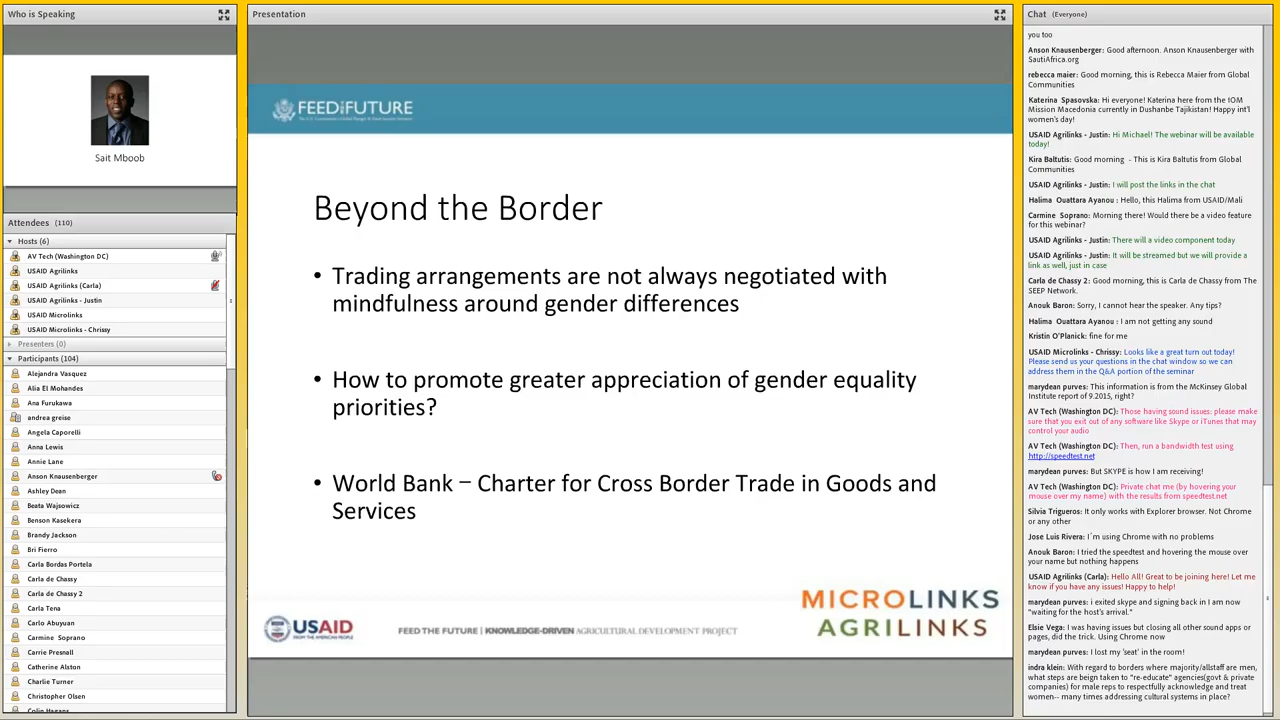 Who is Speaking
Sait Mboob
Attendees (110)
Hosts (6)
AV Tech (Washington DC)
USAID Agrilinks
USAID Agrilinks (Carla)
USAID Agrilinks - Justin
USAID Microlinks
USAID Microlinks - Chrissy
Presenters (0)
Participants (104)
Alejandra Vasquez
Alia El Mohandes
Ana Furukawa
andrea greise
Angela Caporelli
Anna Lewis
Annie Lane
Anson Knausenberger
Ashley Dean
Beata Wajsowicz
Benson Kasekera
Brandy Jackson
Bri Fierro
Carla Bordas Portela
Carla de Chassy
Carla de Chassy 2
Carla Tena
Carlo Abuyuan
Carmine Soprano
Carrie Presnall
Catherine Alston
Charlie Turner
Christopher Olsen
Colin Hagans
Presentation
FEED THE FUTURE
Beyond the Border
• Trading arrangements are not always negotiated with
mindfulness around gender differences
• How to promote greater appreciation of gender equality
priorities?
• World Bank – Charter for Cross Border Trade in Goods and
Services
USAID
FROM THE AMERICAN PEOPLE
FEED THE FUTURE | KNOWLEDGE-DRIVEN AGRICULTURAL DEVELOPMENT PROJECT
MICROLINKS
AGRILINKS
Chat (Everyone)
you too
Anson Knausenberger: Good afternoon. Anson Knausenberger with
SautiAfrica.org
rebecca maier: Good morning, this is Rebecca Maier from Global
Communities
Katerina Spasovska: Hi everyone! Katerina here from the IOM
Mission Macedonia currently in Dushanbe Tajikistan! Happy int'l
women's day!
USAID Agrilinks - Justin: Hi Michael! The webinar will be available
today!
Kira Baltutis: Good morning - This is Kira Baltutis from Global
Communities
USAID Agrilinks - Justin: I will post the links in the chat
Halima Ouattara Ayanou : Hello, this Halima from USAID/Mali
Carmine Soprano: Morning there! Would there be a video feature
for this webinar?
USAID Agrilinks - Justin: There will a video component today
USAID Agrilinks - Justin: It will be streamed but we will provide a
link as well, just in case
Carla de Chassy 2: Good morning, this is Carla de Chassy from The
SEEP Network.
Anouk Baron: Sorry, I cannot hear the speaker. Any tips?
Halima Ouattara Ayanou : I am not getting any sound
Kristin O'Planick: fine for me
USAID Microlinks - Chrissy: Looks like a great turn out today!
Please send us your questions in the chat window so we can
address them in the Q&A portion of the seminar
marydean purves: This information is from the McKinsey Global
Institute report of 9.2015, right?
AV Tech (Washington DC): Those having sound issues: please make
sure that you exit out of any software like Skype or iTunes that may
control your audio
AV Tech (Washington DC): Then, run a bandwidth test using
http://speedtest.net
marydean purves: But SKYPE is how I am receiving!
AV Tech (Washington DC): Private chat me (by hovering your
mouse over my name) with the results from speedtest.net
Silvia Trigueros: It only works with Explorer browser. Not Chrome
or any other
Jose Luis Rivera: I´m using Chrome with no problems
Anouk Baron: I tried the speedtest and hovering the mouse over
your name but nothing happens
USAID Agrilinks (Carla): Hello All! Great to be joining here! Let me
know if you have any issues! Happy to help!
marydean purves: i exited skype and signing back in I am now
"waiting for the host's arrival."
Elsie Vega: I was having issues but closing all other sound apps or
pages, did the trick. Using Chrome now
marydean purves: I lost my 'seat' in the room!
indra klein: With regard to borders where majority/allstaff are men,
what steps are beign taken to "re-educate" agencies(govt & private
companies) for male reps to respectfully acknowledge and treat
women-- many times addressing cultural systems in place?